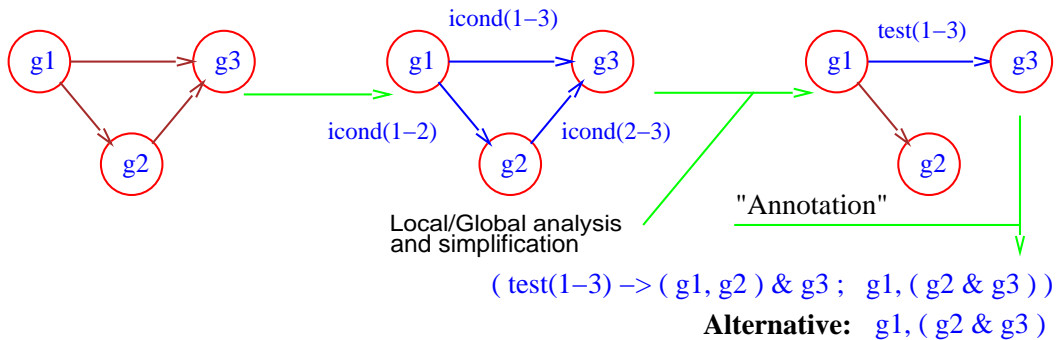 icond(1−3)
test(1−3)
g1
g3
g1
g3
g1
g3
icond(1−2)
icond(2−3)
g2
g2
g2
"Annotation"
Local/Global analysis
and simplification
( test(1−3) −> ( g1, g2 ) & g3 ; g1, ( g2 & g3 ) )
Alternative: g1, ( g2 & g3 )